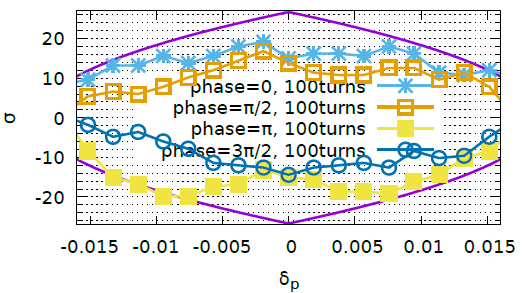 20
10
0
-10
-20
σ
phase=0, 100turns
phase=π/2, 100turns
phase=π, 100turns
phase=3π/2, 100turns
-0.015 -0.01 -0.005 0 0.005 0.01 0.015
δp